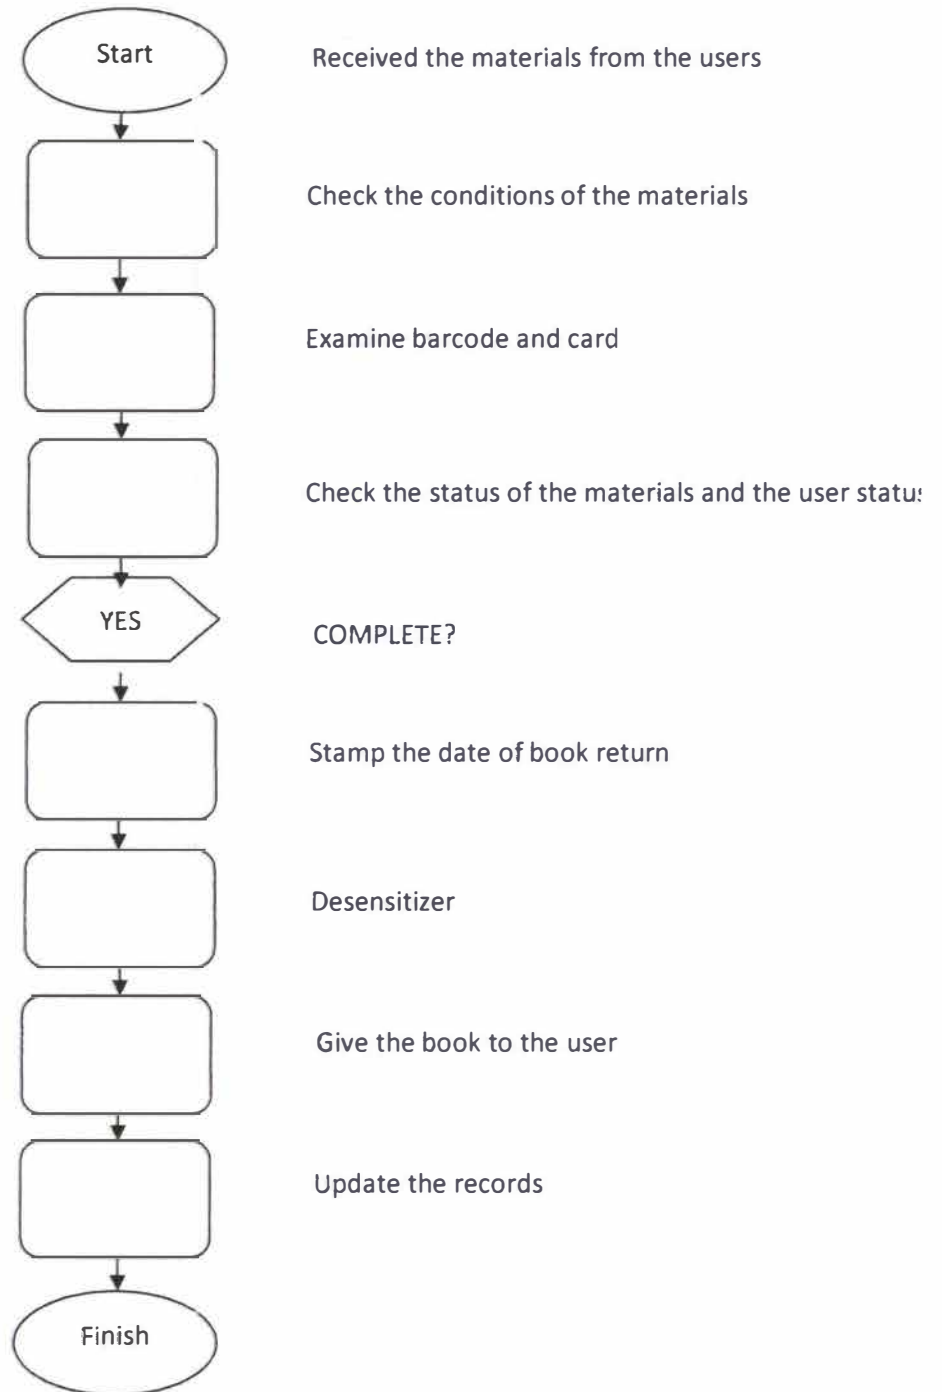 Start
Received the materials from the users
Check the conditions of the materials
Examine barcode and card
Check the status of the materials and the user
YES
COMPLETE?
Stamp the date of book return
Desensitizer
Give the book to the user
Update the records
Finish